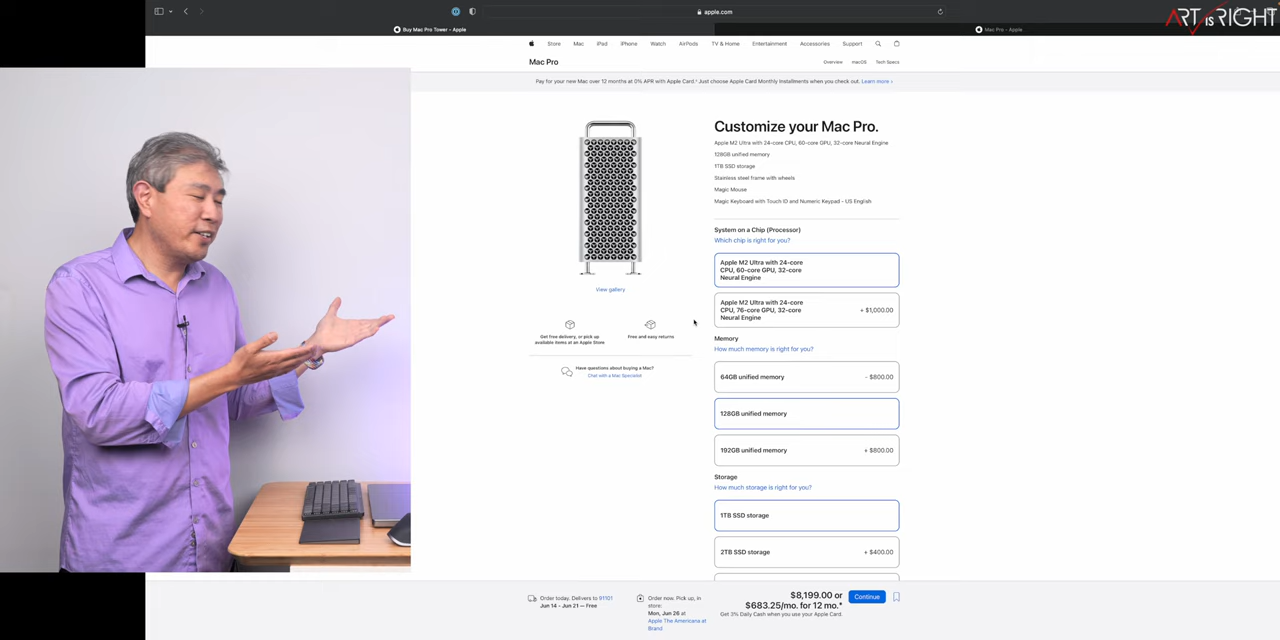 apple.com
ART IS RIGHT
Buy Mac Pro Tower - Apple
Mac Pro - Apple
Store Mac iPad iPhone Watch AirPods TV & Home Entertainment Accessories Support
Mac Pro
Overview macOS Tech Specs
Pay for your new Mac over 12 months at 0% APR with Apple Card.* Just choose Apple Card Monthly Installments when you check out. Learn more >
Customize your Mac Pro.
Apple M2 Ultra with 24-core CPU, 60-core GPU, 32-core Neural Engine
128GB unified memory
1TB SSD storage
Stainless steel frame with wheels
Magic Mouse
Magic Keyboard with Touch ID and Numeric Keypad - US English
View gallery
Get free delivery, or pick up
available items at an Apple Store
Free and easy returns
Have questions about buying a Mac?
Chat with a Mac Specialist
System on a Chip (Processor)
Which chip is right for you?
Apple M2 Ultra with 24-core
CPU, 60-core GPU, 32-core
Neural Engine
Apple M2 Ultra with 24-core
CPU, 76-core GPU, 32-core
Neural Engine
+ $1,000.00
Memory
How much memory is right for you?
64GB unified memory - $800.00
128GB unified memory
192GB unified memory + $800.00
Storage
How much storage is right for you?
1TB SSD storage
2TB SSD storage + $400.00
Order today. Delivers to 91101
Jun 14 - Jun 21 — Free
Order now. Pick up, in
store:
Mon, Jun 26 at
Apple The Americana at
Brand
$8,199.00 or
$683.25/mo. for 12 mo.*
Get 3% Daily Cash when you use your Apple Card.
Continue